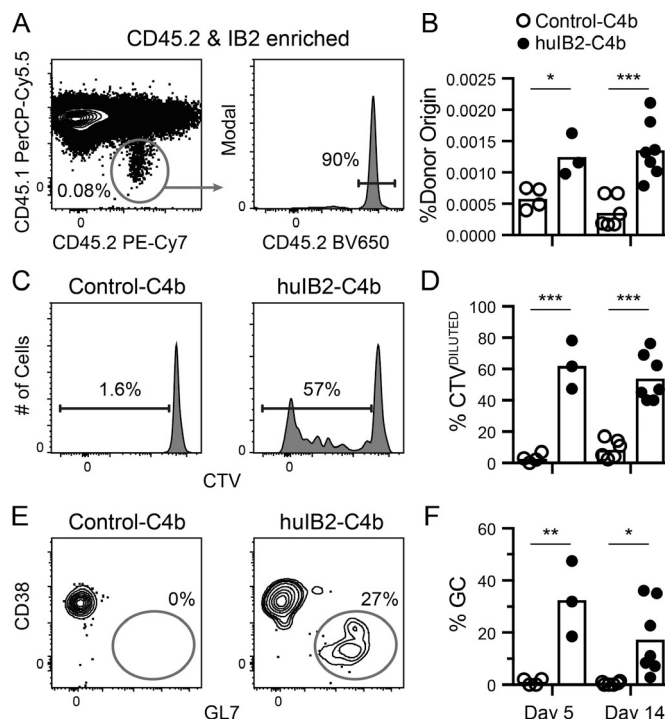 A
CD45.2 & IB2 enriched
CD45.1 PerCP-Cy5.5
0
0.08%
0
CD45.2 PE-Cy7
Modal
90%
0
CD45.2 BV650
B
Control-C4b
huIB2-C4b
%Donor Origin
0.0025
0.0020
0.0015
0.0010
0.0005
0.0000
*
***
C
Control-C4b
huIB2-C4b
# of Cells
1.6%
57%
0
0
0
0
CTV
D
% CTVDILUTED
100
80
60
40
20
0
***
***
E
Control-C4b
huIB2-C4b
CD38
0%
27%
0
0
0
0
GL7
F
% GC
60
40
20
0
**
*
Day 5
Day 14